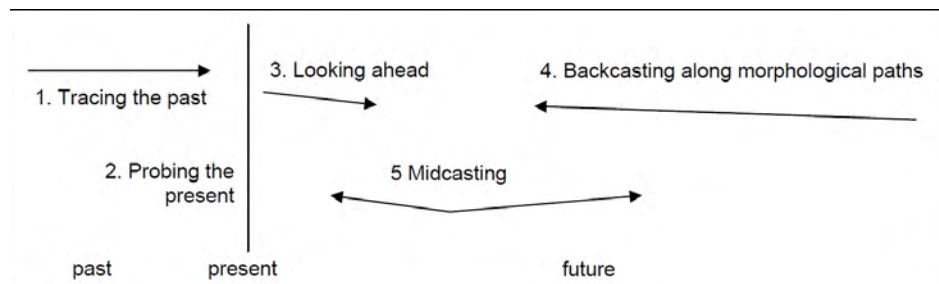 3. Looking ahead
4. Backcasting along morphological paths
1. Tracing the past
2. Probing the
present
5 Midcasting
past
present
future